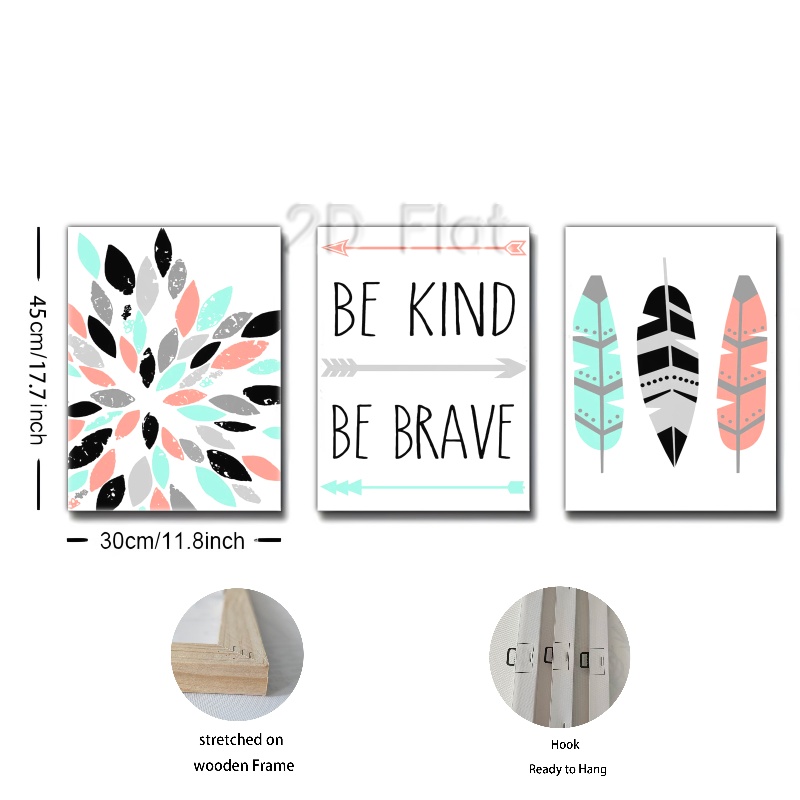 2D Flat
BE KIND
BE BRAVE
45cm/17.7inch
30cm/11.8inch
stretched on
wooden Frame
Hook
Ready to Hang